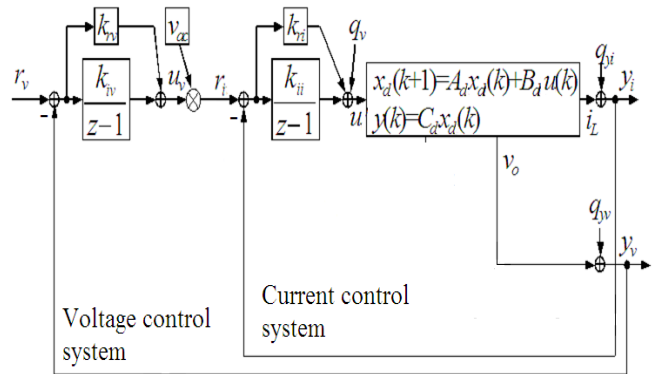 k_rv
v_ac
k_ri
q_v
r_v
-
k_iv
z-1
u_v
r_i
-
k_ii
z-1
u
x_d(k+1)=A_d x_d(k)+B_d u(k)
y(k)=C_d x_d(k)
i_L
q_yi
y_i
v_o
q_yv
y_v
Voltage control
system
Current control
system